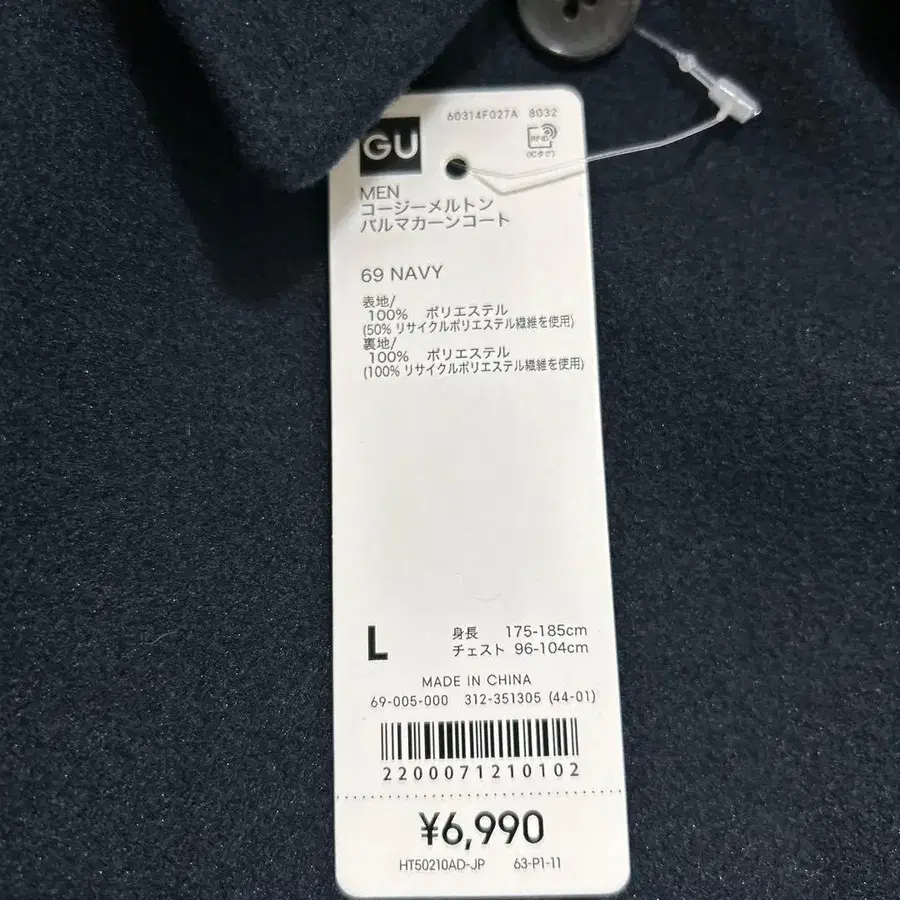 60314F027A 8032
GU
RFID
(ICタグ)
MEN
コージーメルトン
バルマカーンコート
69 NAVY
表地/
100% ポリエステル
(50% リサイクルポリエステル繊維を使用)
裏地/
100% ポリエステル
(100% リサイクルポリエステル繊維を使用)
L
身長 175-185cm
チェスト 96-104cm
MADE IN CHINA
69-005-000 312-351305 (44-01)
2200071210102
¥6,990
HT50210AD-JP 63-P1-11